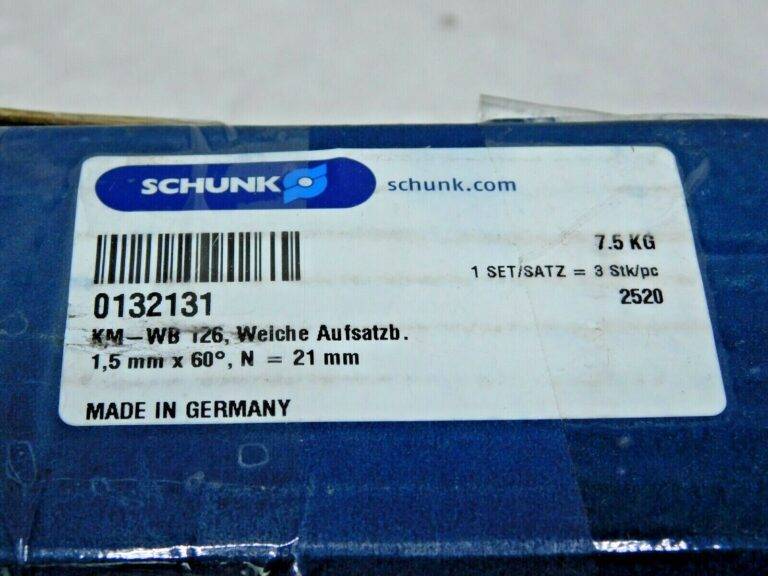 SCHUNK
schunk.com
7.5 KG
1 SET/SATZ = 3 Stk/pc
0132131
2520
KM-WB 126, Weiche Aufsatzb.
1,5 mm x 60°, N = 21 mm
MADE IN GERMANY